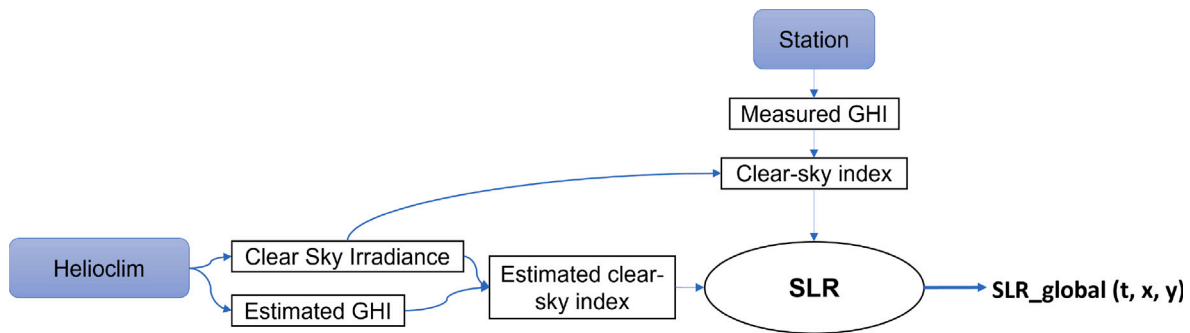 Station
Measured GHI
Clear-sky index
Helioclim
Clear Sky Irradiance
Estimated GHI
Estimated clear-
sky index
SLR
SLR_global (t, x, y)